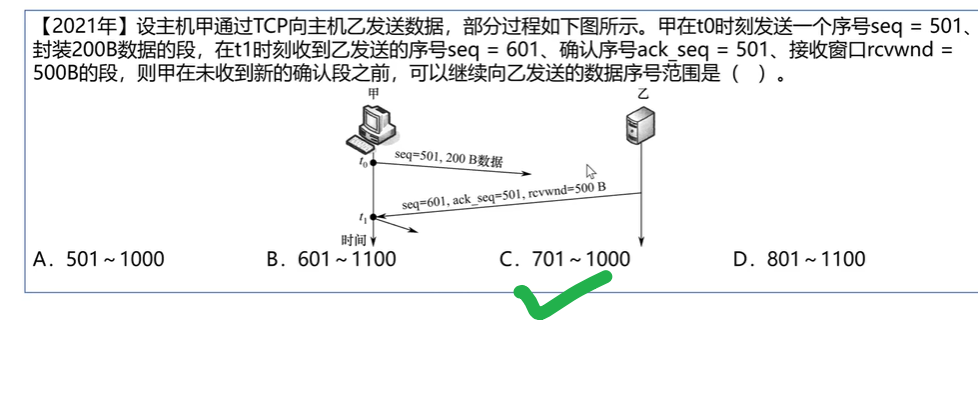 【2021年】设主机甲通过TCP向主机乙发送数据，部分过程如下图所示。甲在t0时刻发送一个序号seq = 501、
封装200B数据的段，在t1时刻收到乙发送的序号seq = 601、确认序号ack_seq = 501、接收窗口rcvwnd =
500B的段，则甲在未收到新的确认段之前，可以继续向乙发送的数据序号范围是（ ）。
甲
乙
t0
seq=501, 200 B数据
seq=601, ack_seq=501, rcvwnd=500 B
t1
时间
A．501～1000 B．601～1100 C．701～1000 D．801～1100